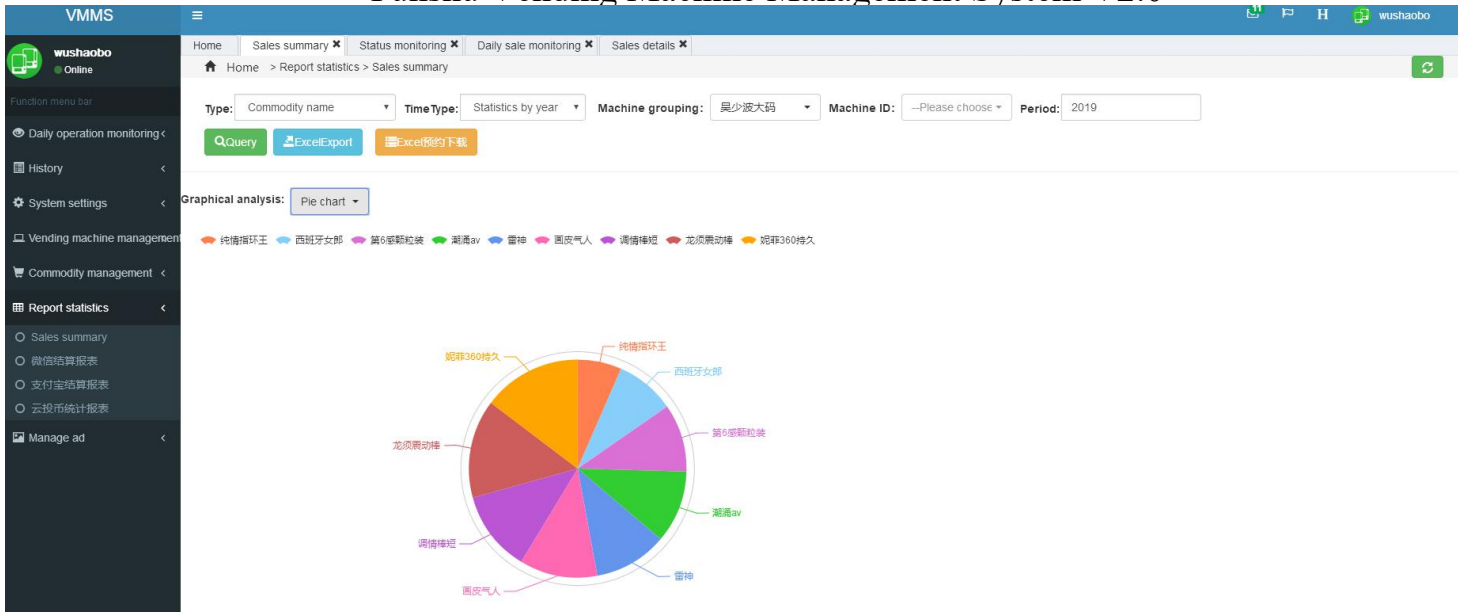 VMMS
11
H
wushaobo
wushaobo
Online
Home Sales summary ✖ Status monitoring ✖ Daily sale monitoring ✖ Sales details ✖
Home > Report statistics > Sales summary
Function menu bar
Type: Commodity name TimeType: Statistics by year Machine grouping: 吴少波大码 Machine ID: --Please choose Period: 2019
Query ExcelExport Excel预约下载
Daily operation monitoring
History
System settings
Vending machine management
Commodity management
Report statistics
Sales summary
微信结算报表
支付宝结算报表
云投币统计报表
Manage ad
Graphical analysis: Pie chart
纯情指环王 西班牙女郎 第6感颗粒装 潮涌av 雷神 画皮气人 调情棒短 龙须震动棒 妮菲360持久
妮菲360持久
纯情指环王
西班牙女郎
龙须震动棒
第6感颗粒装
潮涌av
调情棒短
雷神
画皮气人